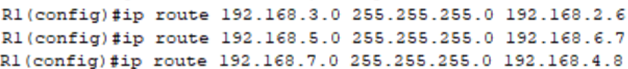 R1(config)#ip route 192.168.3.0 255.255.255.0 192.168.2.6
R1(config)#ip route 192.168.5.0 255.255.255.0 192.168.6.7
R1(config)#ip route 192.168.7.0 255.255.255.0 192.168.4.8